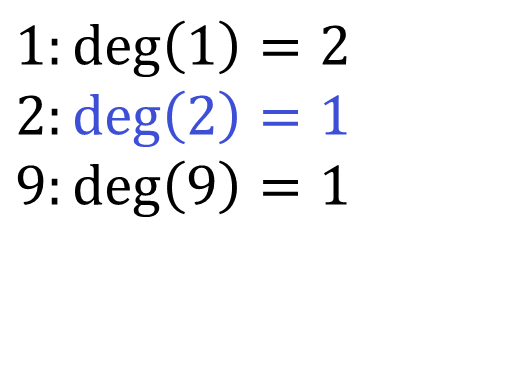 1: deg(1) = 2
2: deg(2) = 1
9: deg(9) = 1